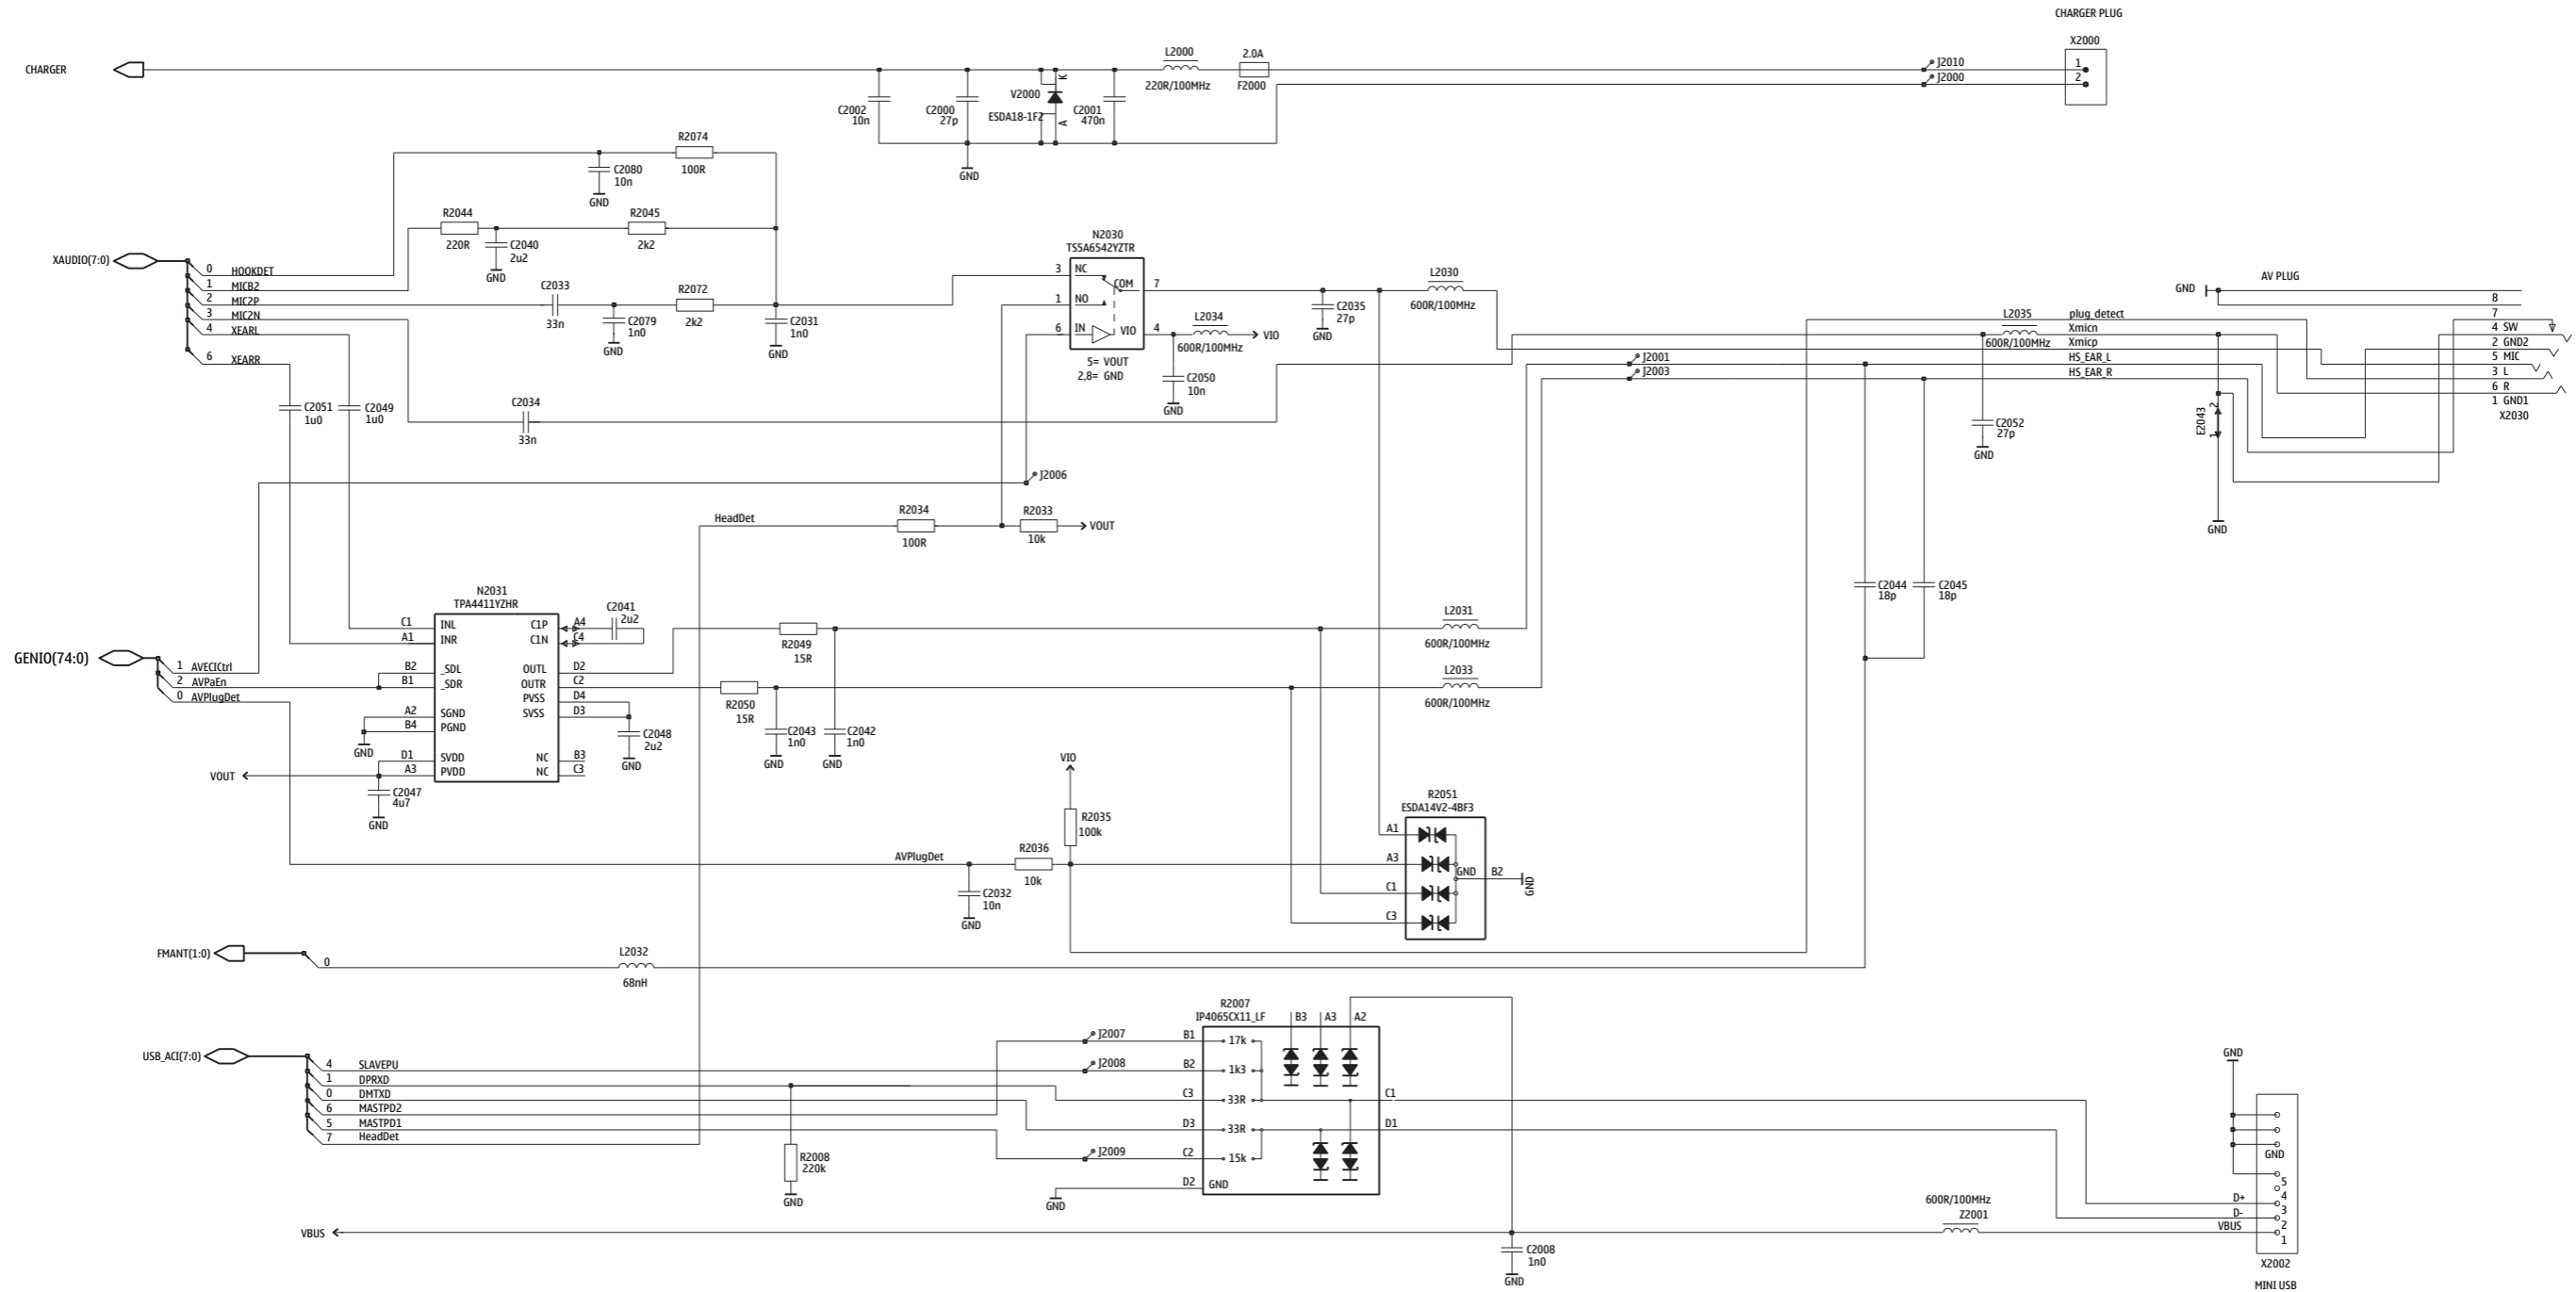 CHARGER PLUG
X2000
1
2
CHARGER
L2000
220R/100MHz
2.0A
F2000
J2010
J2000
C2002
10n
C2000
27p
V2000
ESDA18-1F2
K
A
C2001
470n
GND
R2074
100R
C2080
10n
GND
R2044
220R
C2040
2u2
GND
R2045
2k2
XAUDIO(7:0)
0 HOOKDET
1 MICB2
2 MIC2P
3 MIC2N
4 XEARL
6 XEARR
C2033
33n
C2079
1n0
GND
R2072
2k2
C2031
1n0
GND
N2030
TS5A6542YZTR
3 NC
COM 7
1 NO
6 IN
VIO 4
5= VOUT
2,8= GND
L2034
600R/100MHz
VIO
C2050
10n
GND
C2035
27p
GND
L2030
600R/100MHz
AV PLUG
GND
8
7
4 SW
2 GND2
5 MIC
3 L
6 R
1 GND1
X2030
L2035
600R/100MHz
plug_detect
Xmicn
Xmicp
HS_EAR_L
HS_EAR_R
J2001
J2003
C2052
27p
GND
E2043
2
1
GND
C2051
1u0
C2049
1u0
C2034
33n
J2006
HeadDet
R2034
100R
R2033
10k
VOUT
C2044
18p
C2045
18p
N2031
TPA4411YZHR
C1 INL
A1 INR
B2 _SDL
B1 _SDR
A2 SGND
B4 PGND
D1 SVDD
A3 PVDD
C1P A4
C1N C4
OUTL D2
OUTR C2
PVSS D4
SVSS D3
NC B3
NC C3
C2041
2u2
C2048
2u2
GND
GND
VOUT
C2047
4u7
GND
GENIO(74:0)
1 AVECICtrl
2 AVPaEn
0 AVPlugDet
R2049
15R
R2050
15R
C2043
1n0
GND
C2042
1n0
GND
L2031
600R/100MHz
L2033
600R/100MHz
VIO
R2035
100k
AVPlugDet
R2036
10k
C2032
10n
GND
R2051
ESDA14V2-4BF3
A1
A3
C1
C3
GND
B2
GND
FMANT(1:0)
0
L2032
68nH
USB_ACI(7:0)
4 SLAVEPU
1 DPRXD
0 DMTXD
6 MASTPD2
5 MASTPD1
7 HeadDet
R2008
220k
GND
J2007
J2008
J2009
R2007
IP4065CX11_LF
B3
A3
A2
B1 17k
B2 1k3
C3 33R
D3 33R
C2 15k
D2 GND
C1
D1
GND
VBUS
C2008
1n0
GND
600R/100MHz
Z2001
GND
GND
5
4
3
2
1
D+
D-
VBUS
X2002
MINI USB